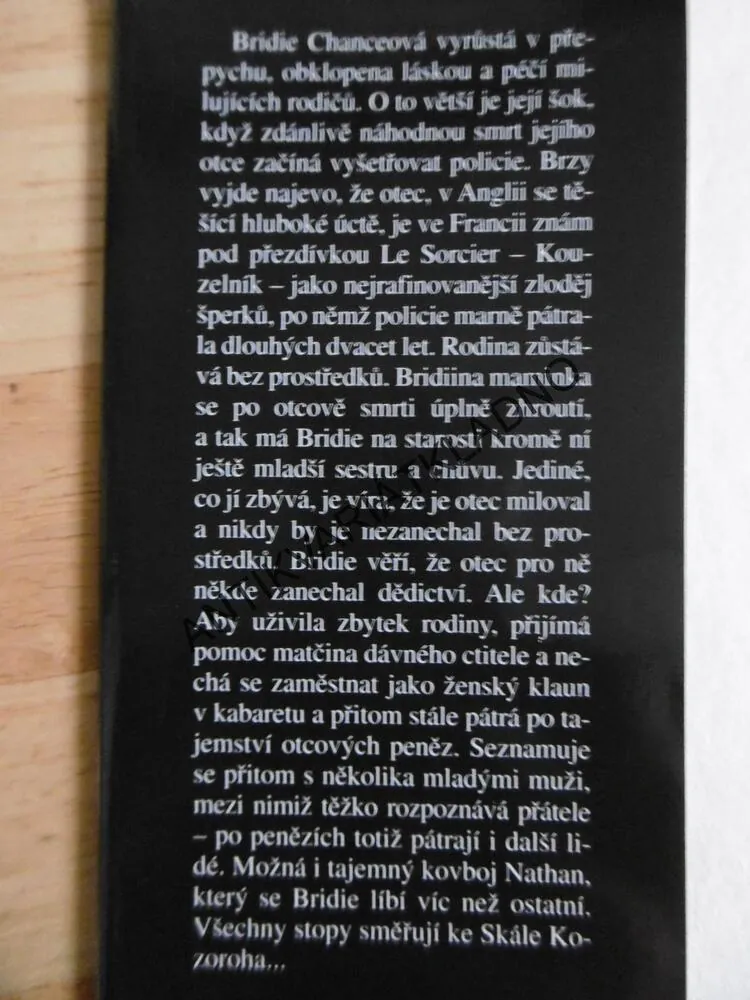 Bridie Chanceová vyrůstá v pře-
pychu, obklopena láskou a péčí mi-
lujících rodičů. O to větší je její šok,
když zdánlivě náhodnou smrt jejího
otce začíná vyšetřovat policie. Brzy
vyjde najevo, že otec, v Anglii se tě-
šící hluboké úctě, je ve Francii znám
pod přezdívkou Le Sorcier – Kou-
zelník – jako nejrafinovanější zloděj
šperků, po němž policie marně pátra-
la dlouhých dvacet let. Rodina zůstá-
vá bez prostředků. Bridiina maminka
se po otcově smrti úplně zhroutí,
a tak má Bridie na starosti kromě ní
ještě mladší sestru a chůvu. Jediné,
co jí zbývá, je víra, že je otec miloval
a nikdy by je nezanechal bez pro-
středků. Bridie věří, že otec pro ně
někde zanechal dědictví. Ale kde?
Aby uživila zbytek rodiny, přijímá
pomoc matčina dávného ctitele a ne-
chá se zaměstnat jako ženský klaun
v kabaretu a přitom stále pátrá po ta-
jemství otcových peněz. Seznamuje
se přitom s několika mladými muži,
mezi nimiž těžko rozpoznává přátele
– po penězích totiž pátrají i další li-
dé. Možná i tajemný kovboj Nathan,
který se Bridie líbí víc než ostatní.
Všechny stopy směřují ke Skále Ko-
zoroha...
ANTIKVARIATKLADNO